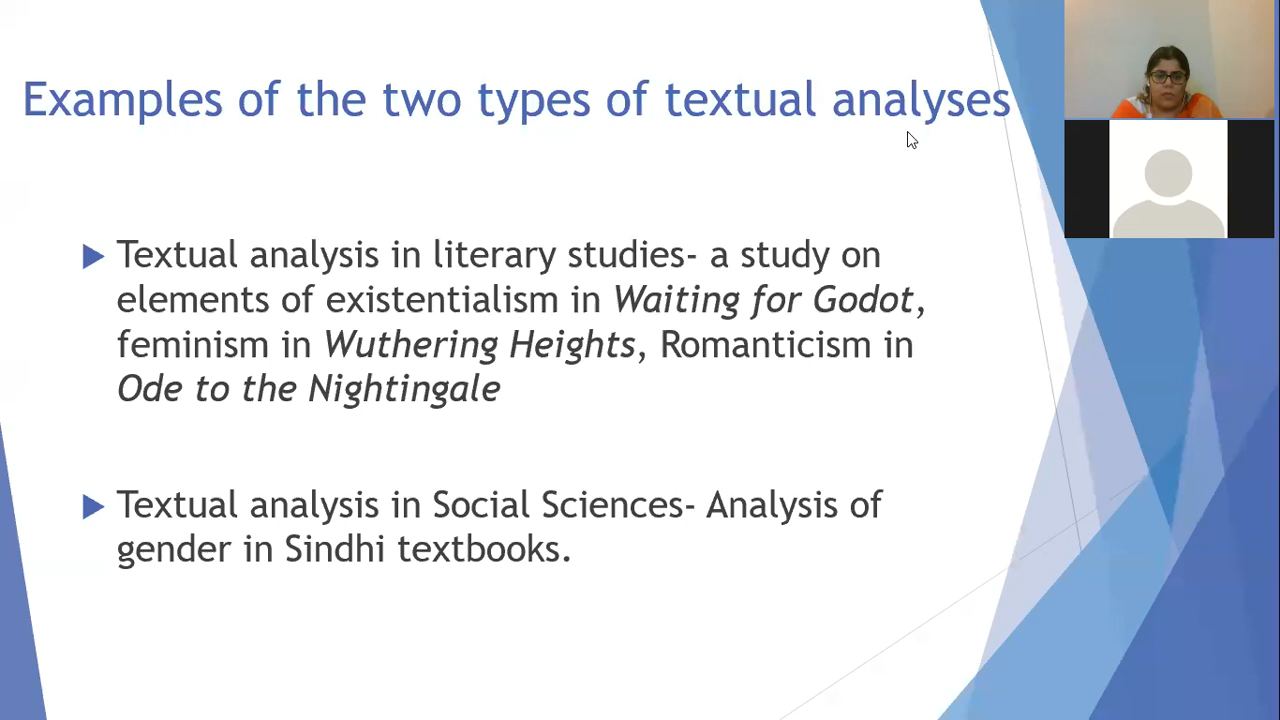 Examples of the two types of textual analyses
Textual analysis in literary studies- a study on
elements of existentialism in Waiting for Godot,
feminism in Wuthering Heights, Romanticism in
Ode to the Nightingale
Textual analysis in Social Sciences- Analysis of
gender in Sindhi textbooks.